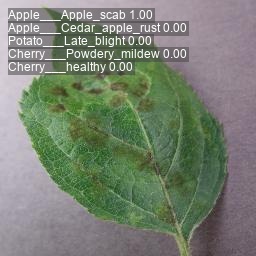 Apple___Apple_scab 1.00
Apple___Cedar_apple_rust 0.00
Potato___Late_blight 0.00
Cherry___Powdery_mildew 0.00
Cherry___healthy 0.00